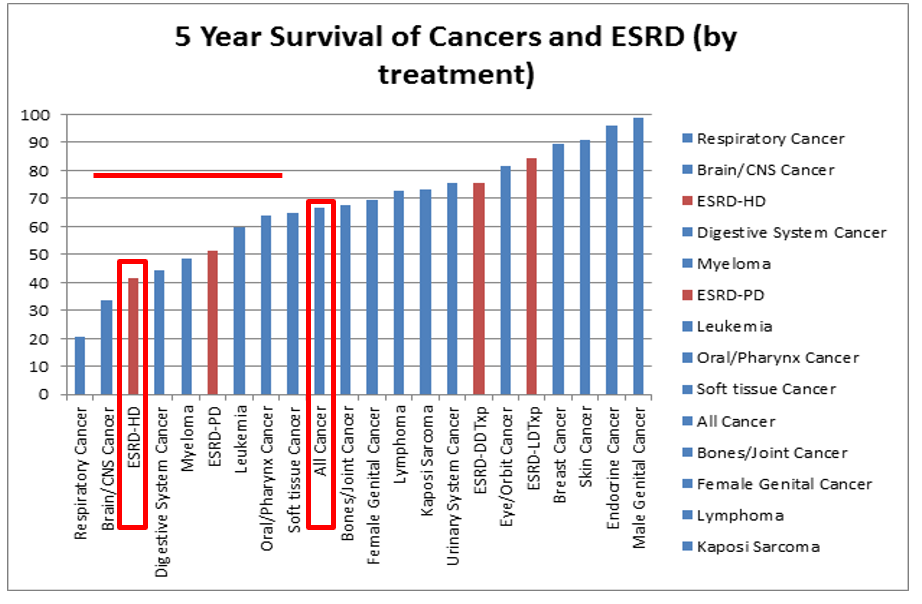 5 Year Survival of Cancers and ESRD (by
treatment)
100
90
80
70
60
50
40
30
20
10
0
Respiratory Cancer
Brain/CNS Cancer
ESRD-HD
Digestive System Cancer
Myeloma
ESRD-PD
Leukemia
Oral/Pharynx Cancer
Soft tissue Cancer
All Cancer
Bones/Joint Cancer
Female Genital Cancer
Lymphoma
Kaposi Sarcoma
Urinary System Cancer
ESRD-DDTxp
Eye/Orbit Cancer
ESRD-LDTxp
Breast Cancer
Skin Cancer
Endocrine Cancer
Male Genital Cancer
Respiratory Cancer
Brain/CNS Cancer
ESRD-HD
Digestive System Cancer
Myeloma
ESRD-PD
Leukemia
Oral/Pharynx Cancer
Soft tissue Cancer
All Cancer
Bones/Joint Cancer
Female Genital Cancer
Lymphoma
Kaposi Sarcoma